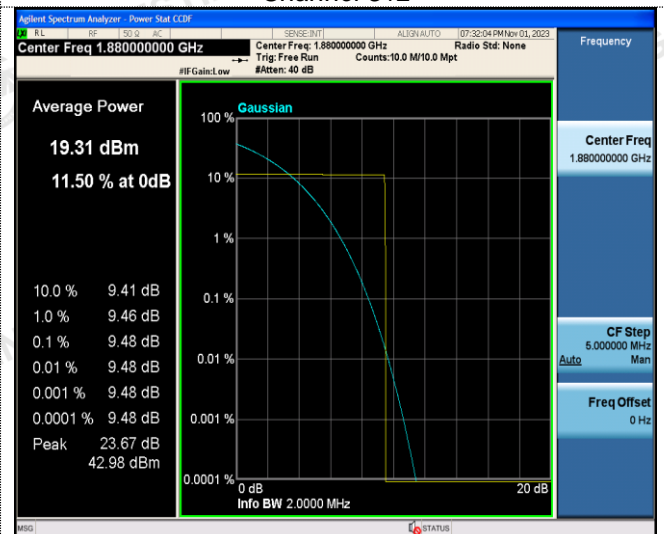 Agilent Spectrum Analyzer - Power Stat CCDF
RL RF 50 Ω AC SENSE:INT ALIGN AUTO 07:32:04 PM Nov 01, 2023
Center Freq 1.880000000 GHz
Center Freq: 1.880000000 GHz Radio Std: None
Trig: Free Run Counts:10.0 M/10.0 Mpt
#IFGain:Low #Atten: 40 dB
Frequency
Average Power
19.31 dBm
11.50 % at 0dB
10.0 % 9.41 dB
1.0 % 9.46 dB
0.1 % 9.48 dB
0.01 % 9.48 dB
0.001 % 9.48 dB
0.0001 % 9.48 dB
Peak 23.67 dB
42.98 dBm
Gaussian
100 %
10 %
1 %
0.1 %
0.01 %
0.001 %
0.0001 %
0 dB 20 dB
Info BW 2.0000 MHz
Center Freq
1.880000000 GHz
CF Step
5.000000 MHz
Auto Man
Freq Offset
0 Hz
MSG STATUS